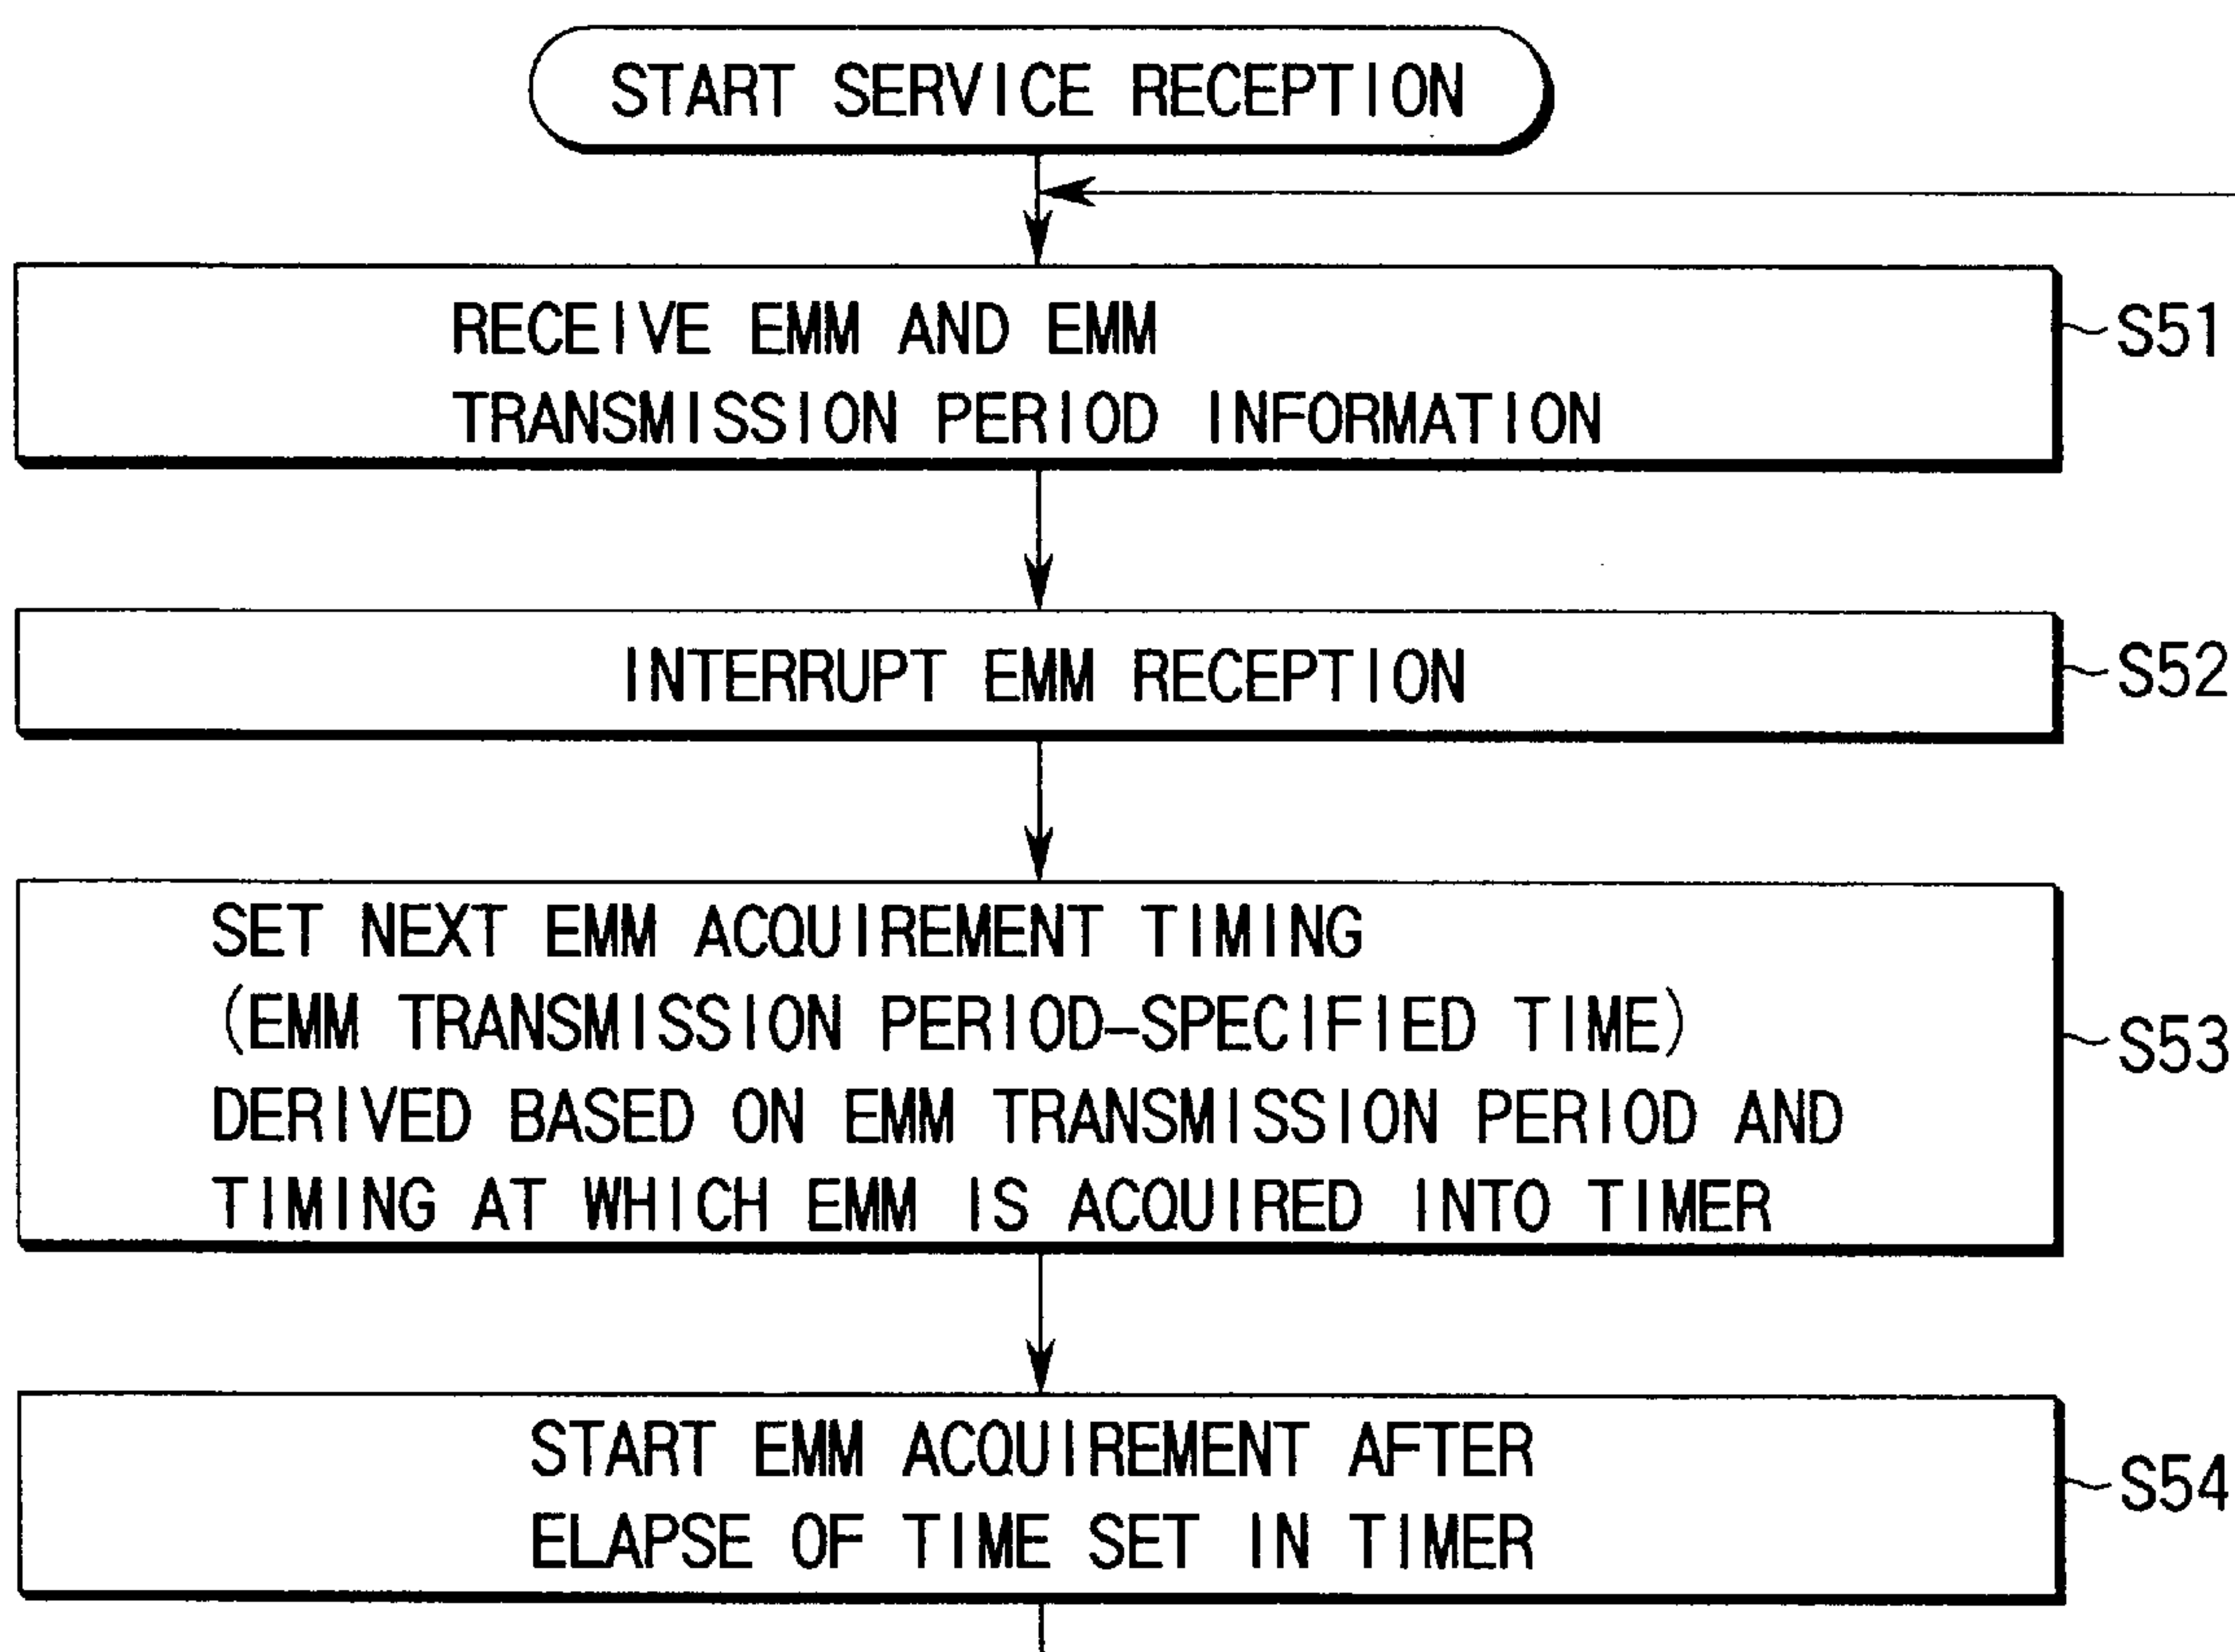 START SERVICE RECEPTION
RECEIVE EMM AND EMM
TRANSMISSION PERIOD INFORMATION
S51
INTERRUPT EMM RECEPTION
S52
SET NEXT EMM ACQUIREMENT TIMING
(EMM TRANSMISSION PERIOD-SPECIFIED TIME)
DERIVED BASED ON EMM TRANSMISSION PERIOD AND
TIMING AT WHICH EMM IS ACQUIRED INTO TIMER
S53
START EMM ACQUIREMENT AFTER
ELAPSE OF TIME SET IN TIMER
S54